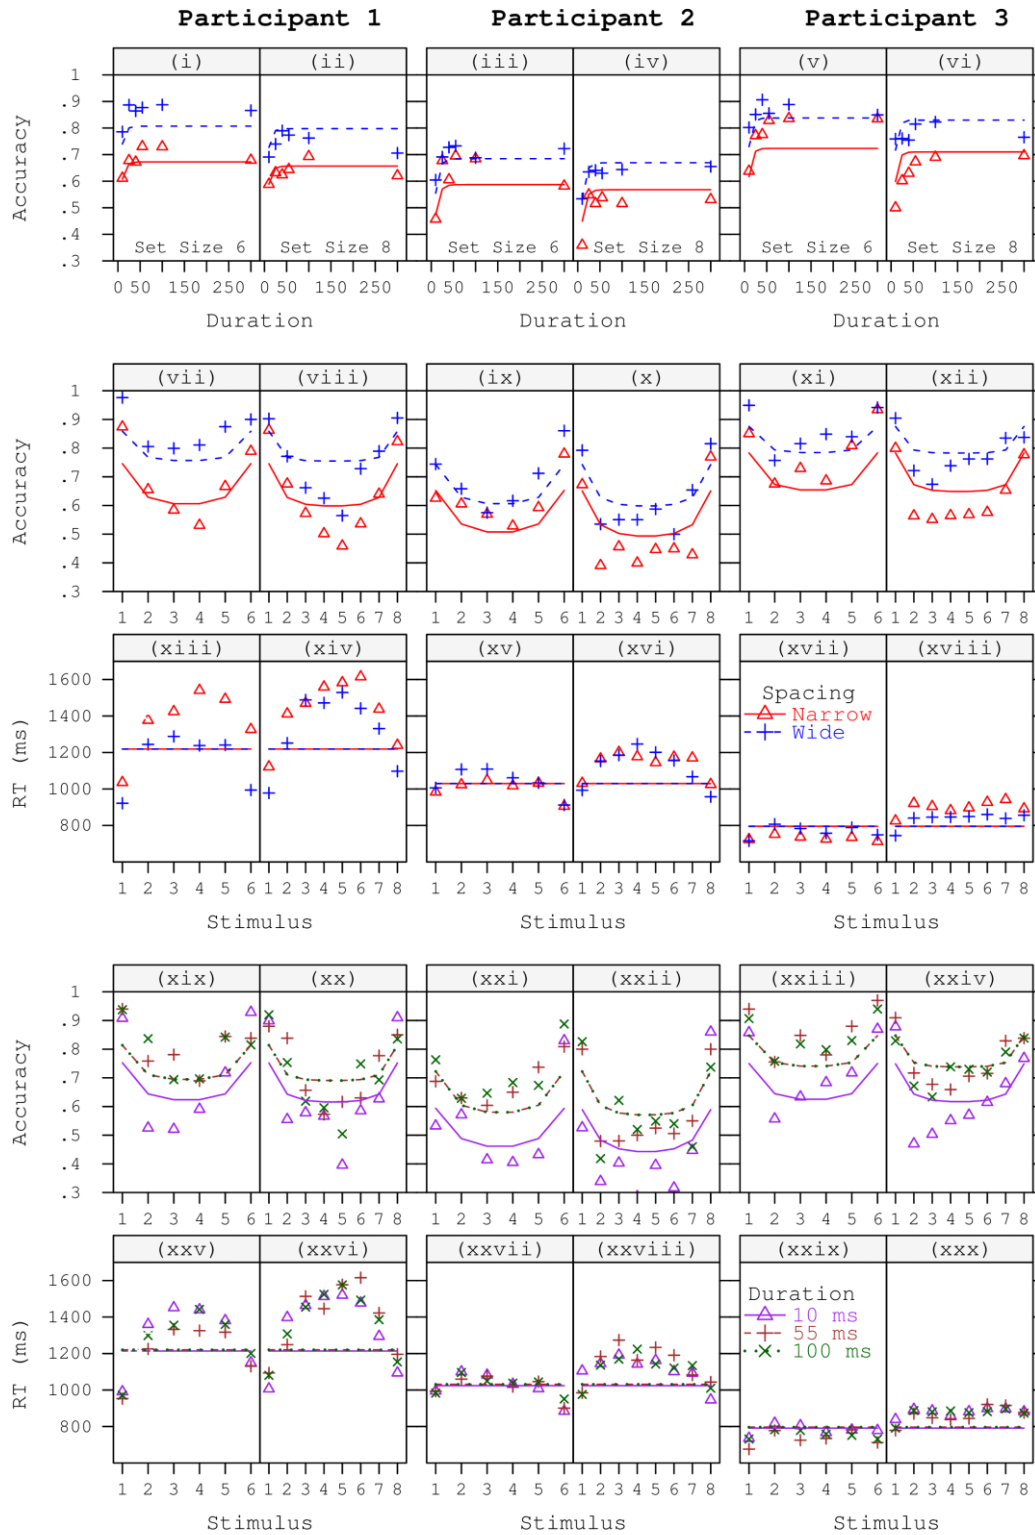 Participant 1 Participant 2 Participant 3
(i) (ii) (iii) (iv) (v) (vi)
1
.9
.8
.7
.6
.5
.4
.3
Accuracy
Set Size 6 Set Size 8 Set Size 6 Set Size 8 Set Size 6 Set Size 8
0 50 150 250 0 50 150 250 0 50 150 250 0 50 150 250 0 50 150 250 0 50 150 250
Duration Duration Duration
(vii) (viii) (ix) (x) (xi) (xii)
1
.9
.8
.7
.6
.5
.4
.3
Accuracy
1 2 3 4 5 6 1 2 3 4 5 6 7 8 1 2 3 4 5 6 1 2 3 4 5 6 7 8 1 2 3 4 5 6 1 2 3 4 5 6 7 8
(xiii) (xiv) (xv) (xvi) (xvii) (xviii)
1600
1400
1200
1000
800
RT (ms)
Spacing
Narrow
Wide
1 2 3 4 5 6 1 2 3 4 5 6 7 8 1 2 3 4 5 6 1 2 3 4 5 6 7 8 1 2 3 4 5 6 1 2 3 4 5 6 7 8
Stimulus Stimulus Stimulus
(xix) (xx) (xxi) (xxii) (xxiii) (xxiv)
1
.9
.8
.7
.6
.5
.4
.3
Accuracy
1 2 3 4 5 6 1 2 3 4 5 6 7 8 1 2 3 4 5 6 1 2 3 4 5 6 7 8 1 2 3 4 5 6 1 2 3 4 5 6 7 8
(xxv) (xxvi) (xxvii) (xxviii) (xxix) (xxx)
1600
1400
1200
1000
800
RT (ms)
Duration
10 ms
55 ms
100 ms
1 2 3 4 5 6 1 2 3 4 5 6 7 8 1 2 3 4 5 6 1 2 3 4 5 6 7 8 1 2 3 4 5 6 1 2 3 4 5 6 7 8
Stimulus Stimulus Stimulus